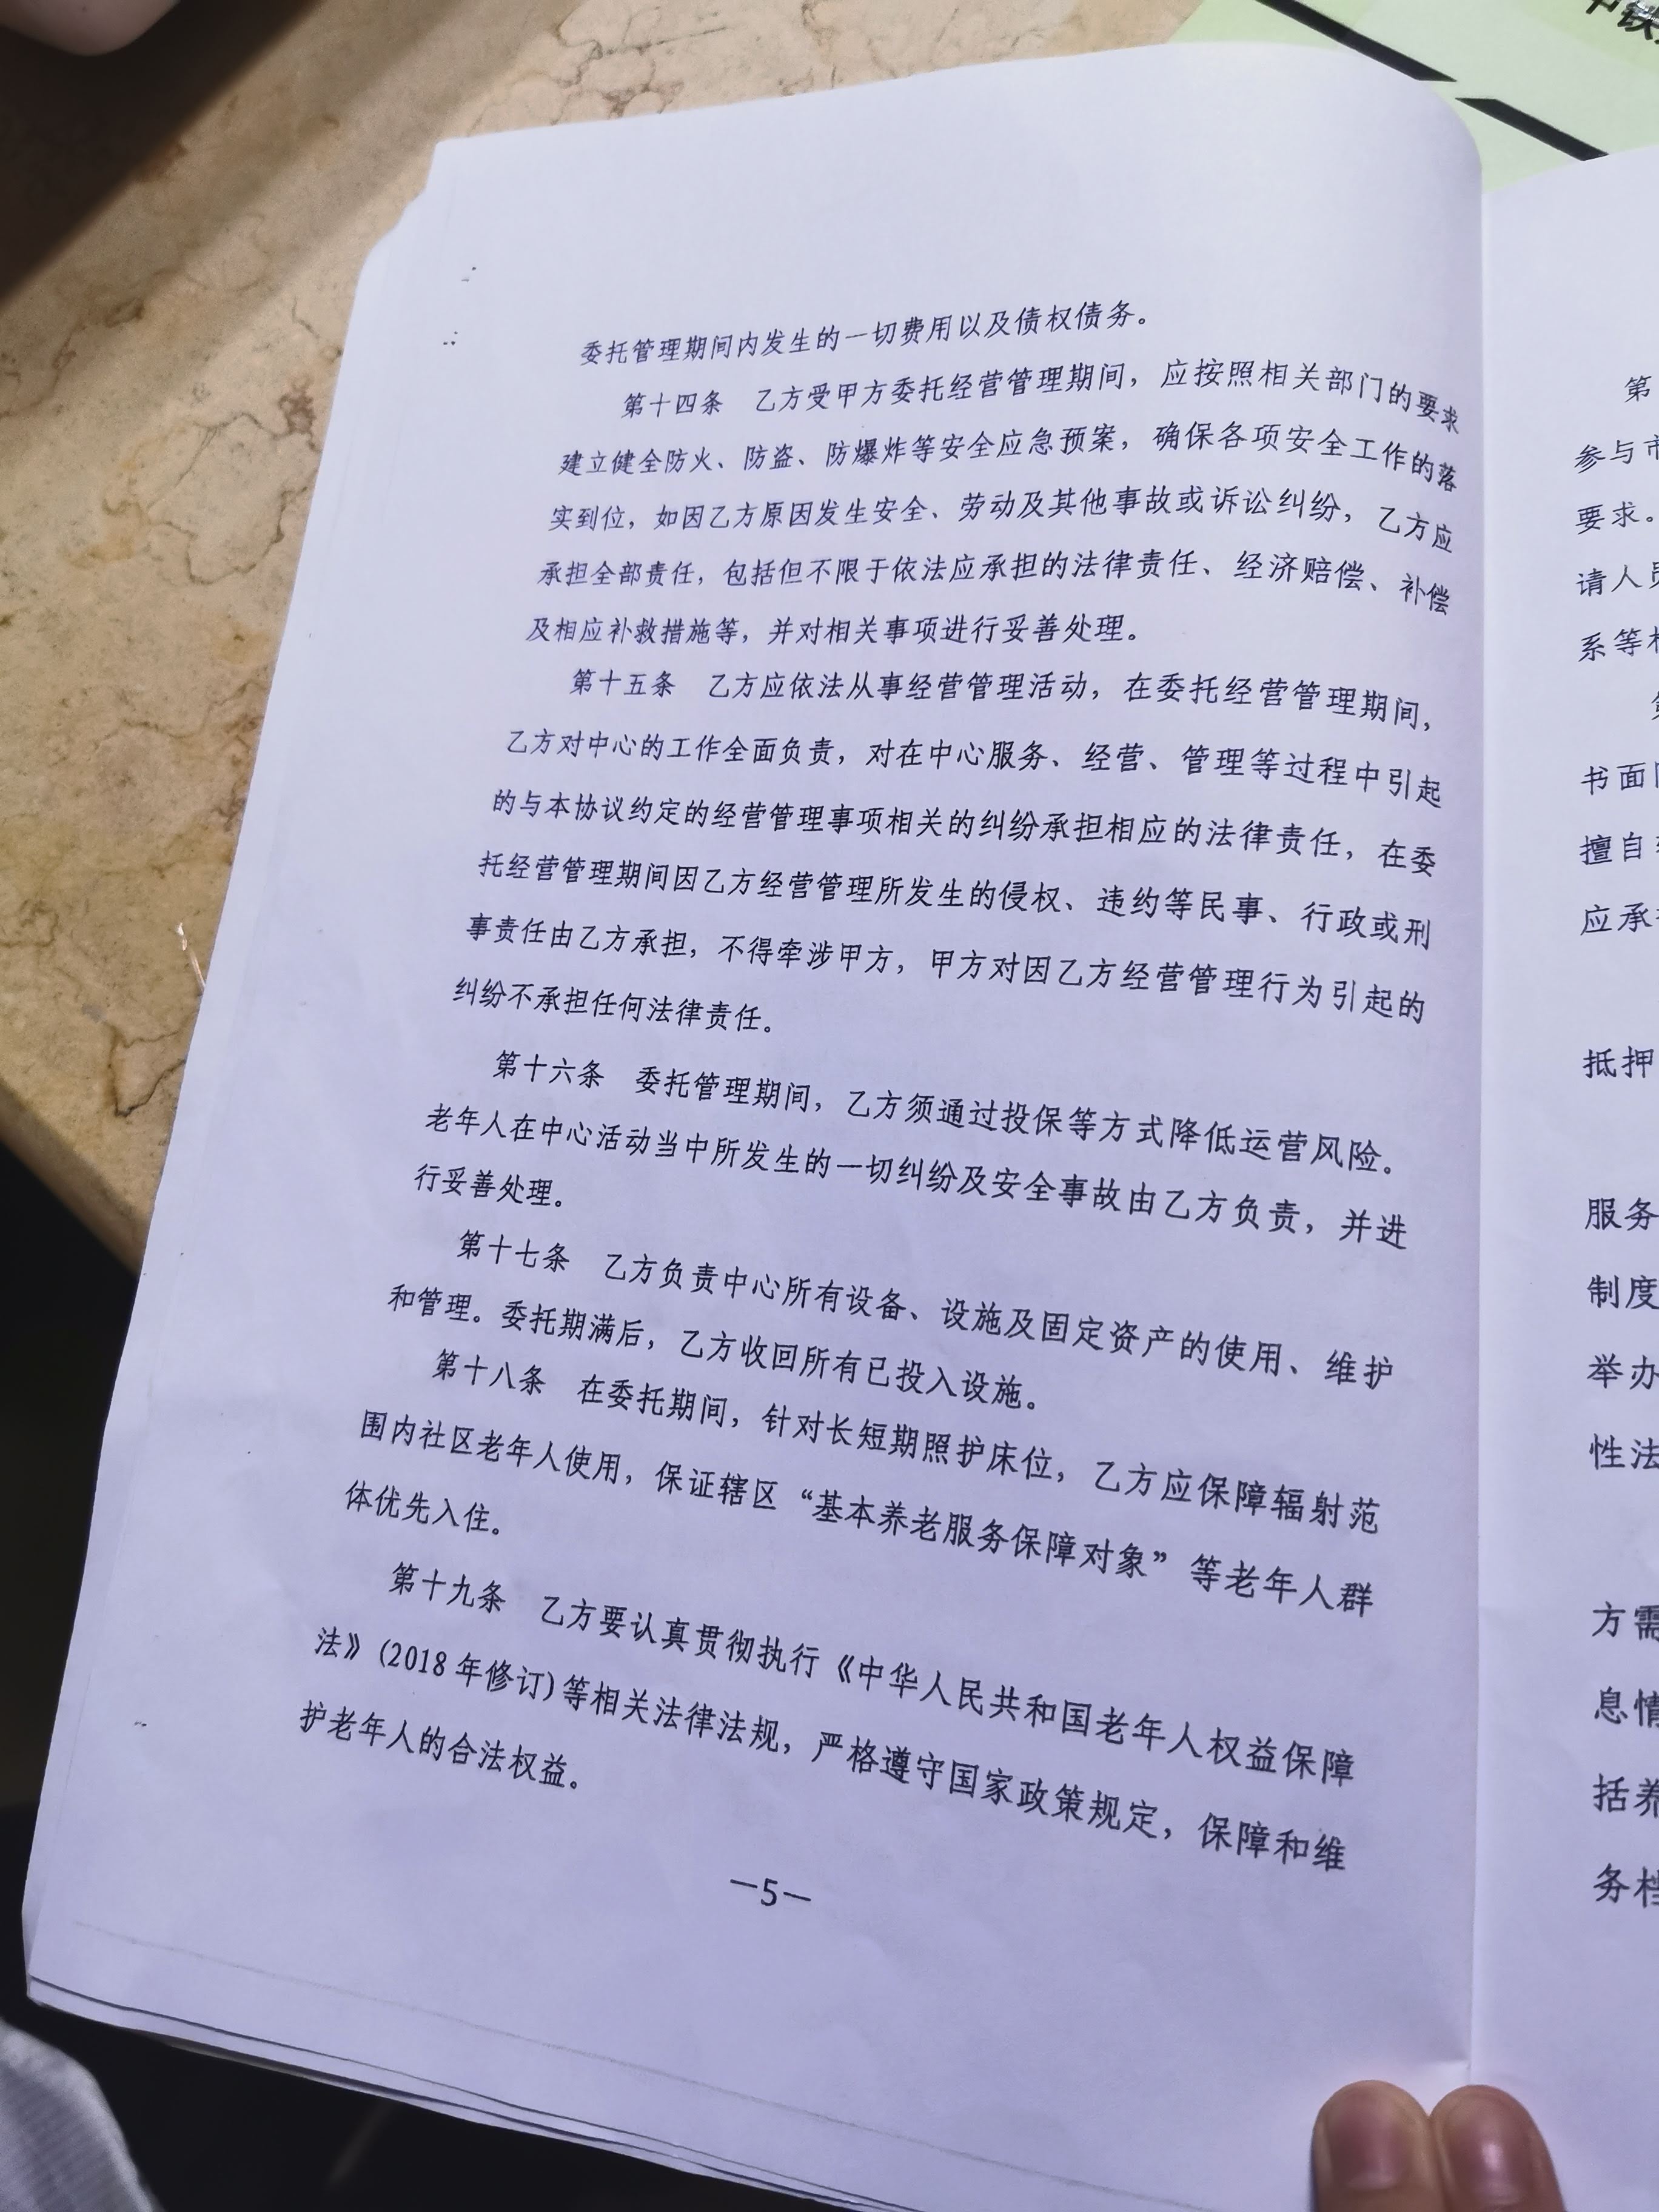 委托管理期间内发生的一切费用以及债权债务。
第十四条 乙方受甲方委托经营管理期间，应按照相关部门的要求
建立健全防火、防盗、防爆炸等安全应急预案，确保各项安全工作的落
实到位，如因乙方原因发生安全、劳动及其他事故或诉讼纠纷，乙方应
承担全部责任，包括但不限于依法应承担的法律责任、经济赔偿、补偿
及相应补救措施等，并对相关事项进行妥善处理。
第十五条 乙方应依法从事经营管理活动，在委托经营管理期间，
乙方对中心的工作全面负责，对在中心服务、经营、管理等过程中引起
的与本协议约定的经营管理事项相关的纠纷承担相应的法律责任，在委
托经营管理期间因乙方经营管理所发生的侵权、违约等民事、行政或刑
事责任由乙方承担，不得牵涉甲方，甲方对因乙方经营管理行为引起的
纠纷不承担任何法律责任。
第十六条 委托管理期间，乙方须通过投保等方式降低运营风险。
老年人在中心活动当中所发生的一切纠纷及安全事故由乙方负责，并进
行妥善处理。
第十七条 乙方负责中心所有设备、设施及固定资产的使用、维护
和管理。委托期满后，乙方收回所有已投入设施。
第十八条 在委托期间，针对长短期照护床位，乙方应保障辐射范
围内社区老年人使用，保证辖区“基本养老服务保障对象”等老年人群
体优先入住。
第十九条 乙方要认真贯彻执行《中华人民共和国老年人权益保障
法》(2018年修订)等相关法律法规，严格遵守国家政策规定，保障和维
护老年人的合法权益。
—5—
第
参与市
要求。
请人员
系等相
书面
擅自
应承
抵押
服务
制度
举办
性法
方需
息情
括养
务档
中铁